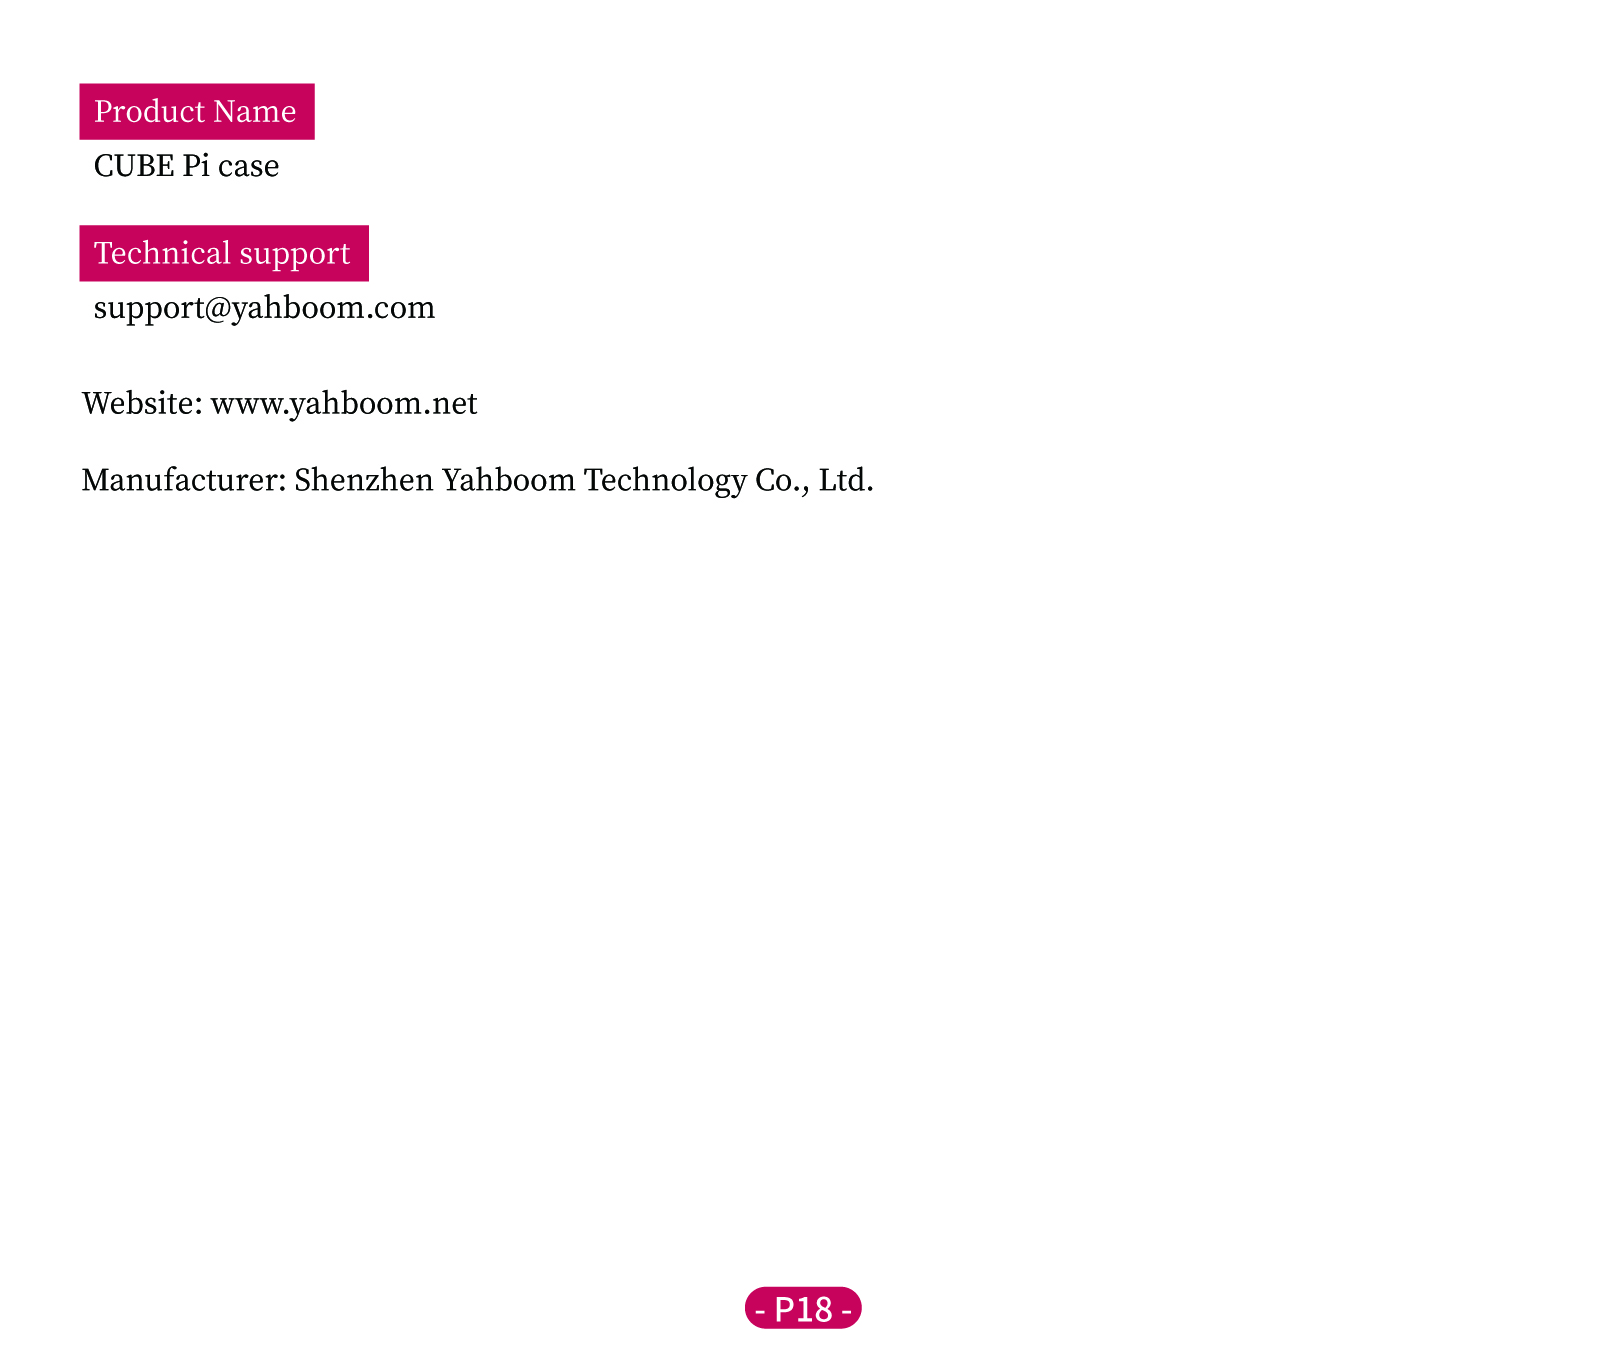 Product Name
CUBE Pi case
Technical support
support@yahboom.com
Website: www.yahboom.net
Manufacturer: Shenzhen Yahboom Technology Co., Ltd.
- P18 -